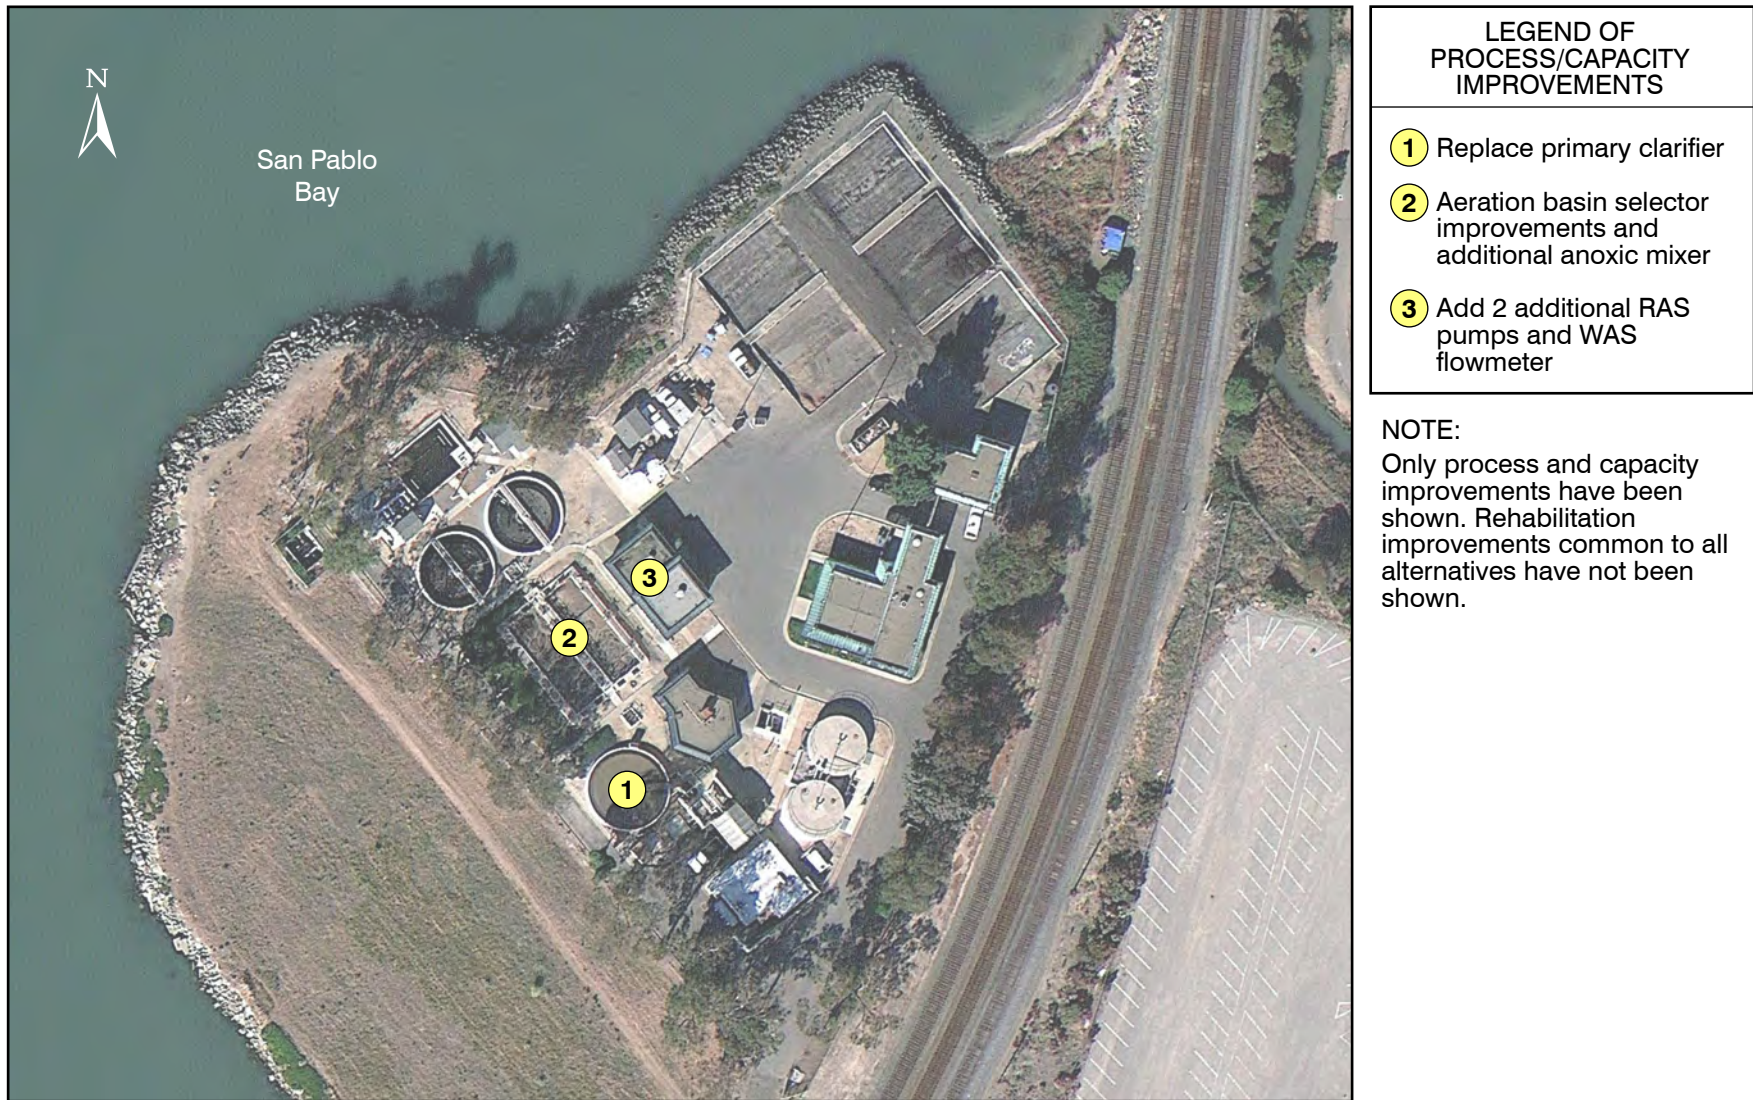 N
San Pablo
Bay
3
2
1
LEGEND OF
PROCESS/CAPACITY
IMPROVEMENTS
1 Replace primary clarifier
2 Aeration basin selector
improvements and
additional anoxic mixer
3 Add 2 additional RAS
pumps and WAS
flowmeter
NOTE:
Only process and capacity
improvements have been
shown. Rehabilitation
improvements common to all
alternatives have not been
shown.